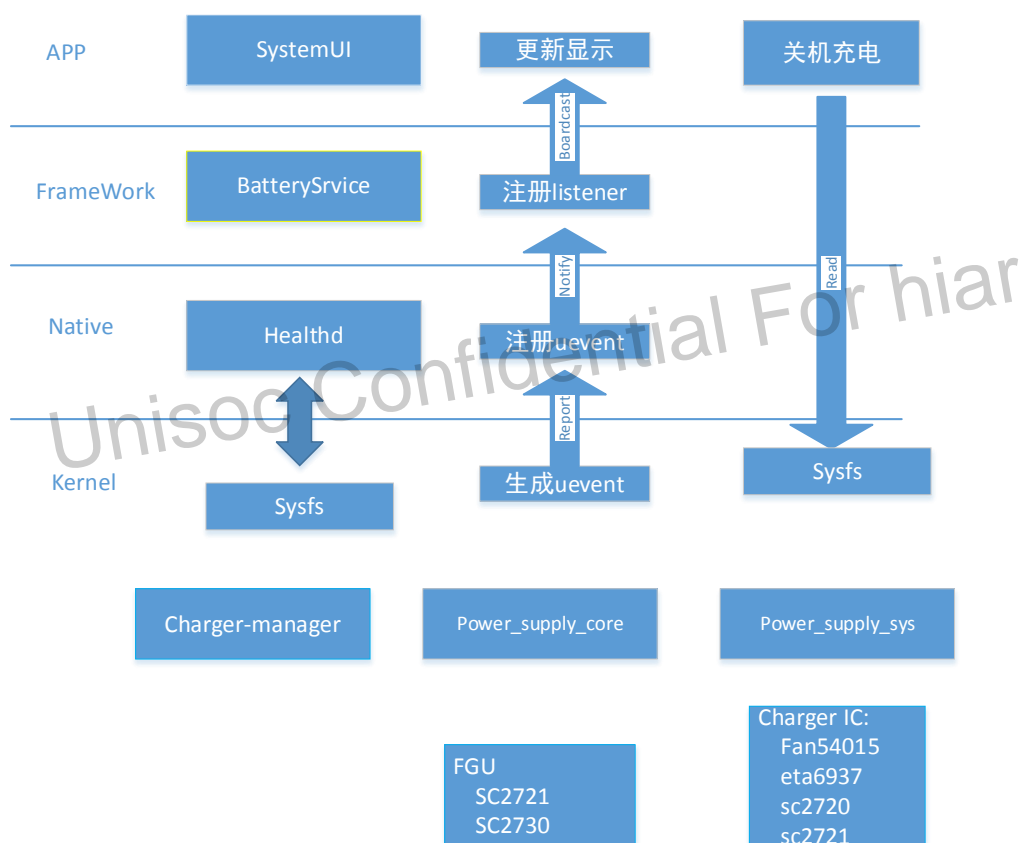 APP
SystemUI
更新显示
关机充电
Boardcast
FrameWork
BatterySrvice
注册listener
Notify
Read
Native
Healthd
注册uevent
Unisoc Confidential For hiar
Report
Kernel
Sysfs
生成uevent
Sysfs
Charger-manager
Power_supply_core
Power_supply_sys
FGU
SC2721
SC2730
Charger IC:
Fan54015
eta6937
sc2720
sc2721